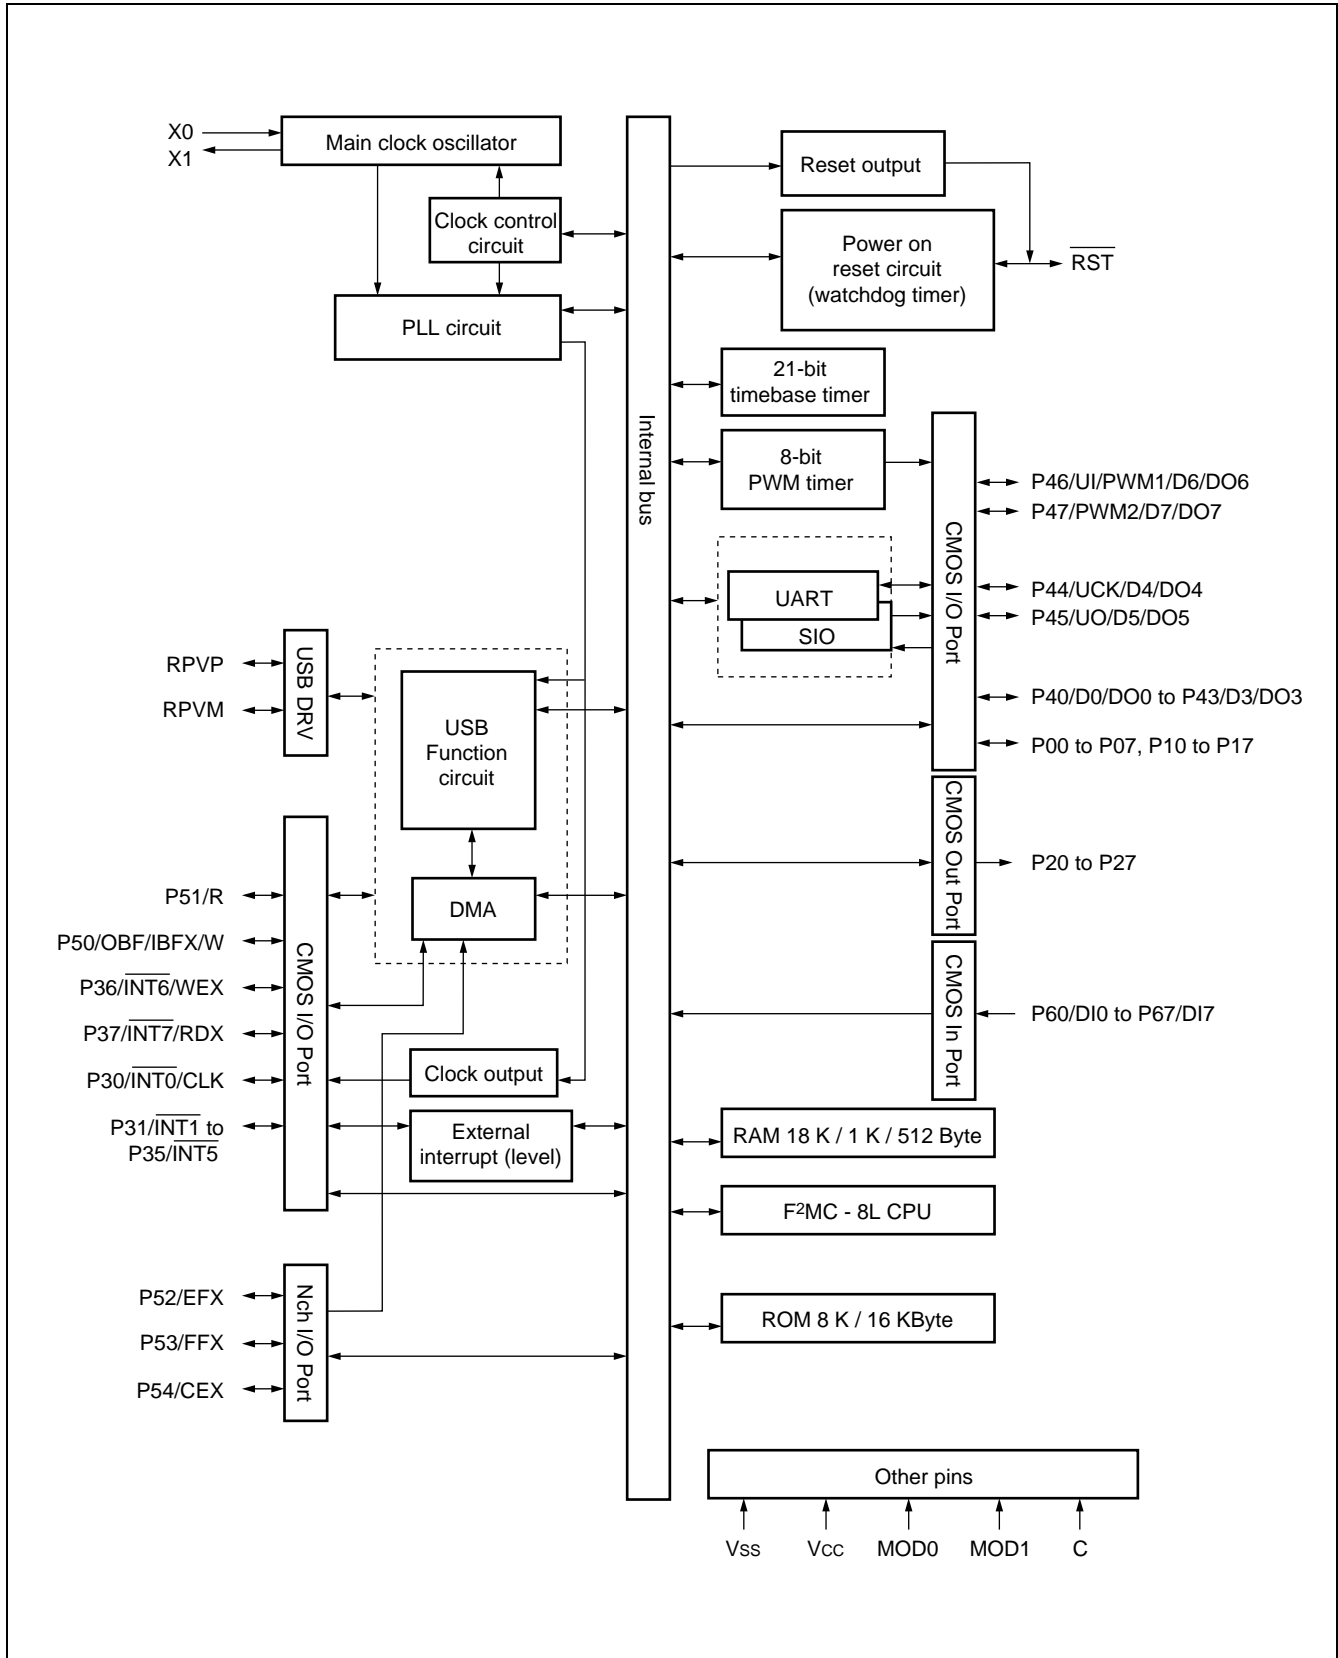 X0
X1
Main clock oscillator
Clock control
circuit
PLL circuit
Internal bus
Reset output
Power on
reset circuit
(watchdog timer)
R̅S̅T̅
21-bit
timebase timer
8-bit
PWM timer
UART
SIO
CMOS I/O Port
P46/UI/PWM1/D6/DO6
P47/PWM2/D7/DO7
P44/UCK/D4/DO4
P45/UO/D5/DO5
P40/D0/DO0 to P43/D3/DO3
P00 to P07, P10 to P17
CMOS Out Port
P20 to P27
CMOS In Port
P60/DI0 to P67/DI7
RPVP
RPVM
USB DRV
USB
Function
circuit
DMA
P51/R
P50/OBF/IBFX/W
P36/I̅N̅T̅6̅/WEX
P37/I̅N̅T̅7̅/RDX
P30/I̅N̅T̅0̅/CLK
P31/I̅N̅T̅1̅ to
P35/I̅N̅T̅5̅
CMOS I/O Port
Clock output
External
interrupt (level)
P52/EFX
P53/FFX
P54/CEX
Nch I/O Port
RAM 18 K / 1 K / 512 Byte
F²MC - 8L CPU
ROM 8 K / 16 KByte
Other pins
Vss
Vcc
MOD0
MOD1
C